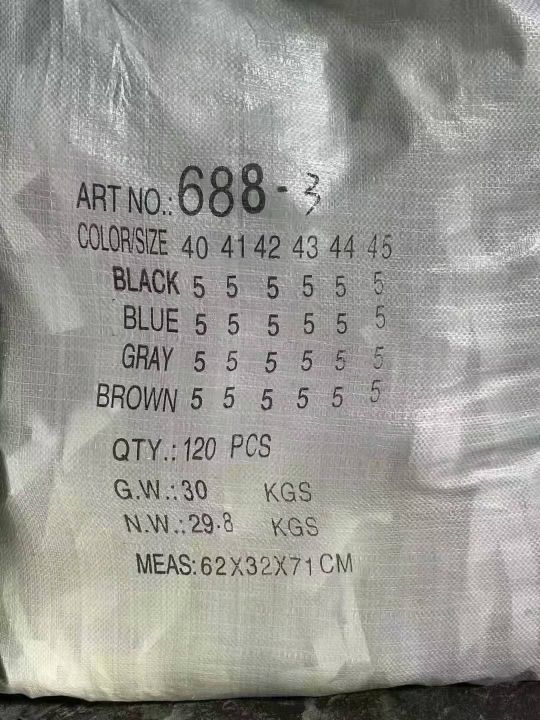 ART NO.: 688-3
COLOR/SIZE 40 41 42 43 44 45
BLACK 5 5 5 5 5 5
BLUE 5 5 5 5 5 5
GRAY 5 5 5 5 5 5
BROWN 5 5 5 5 5 5
QTY.: 120 PCS
G.W.: 30 KGS
N.W.: 29.8 KGS
MEAS: 62X32X71 CM